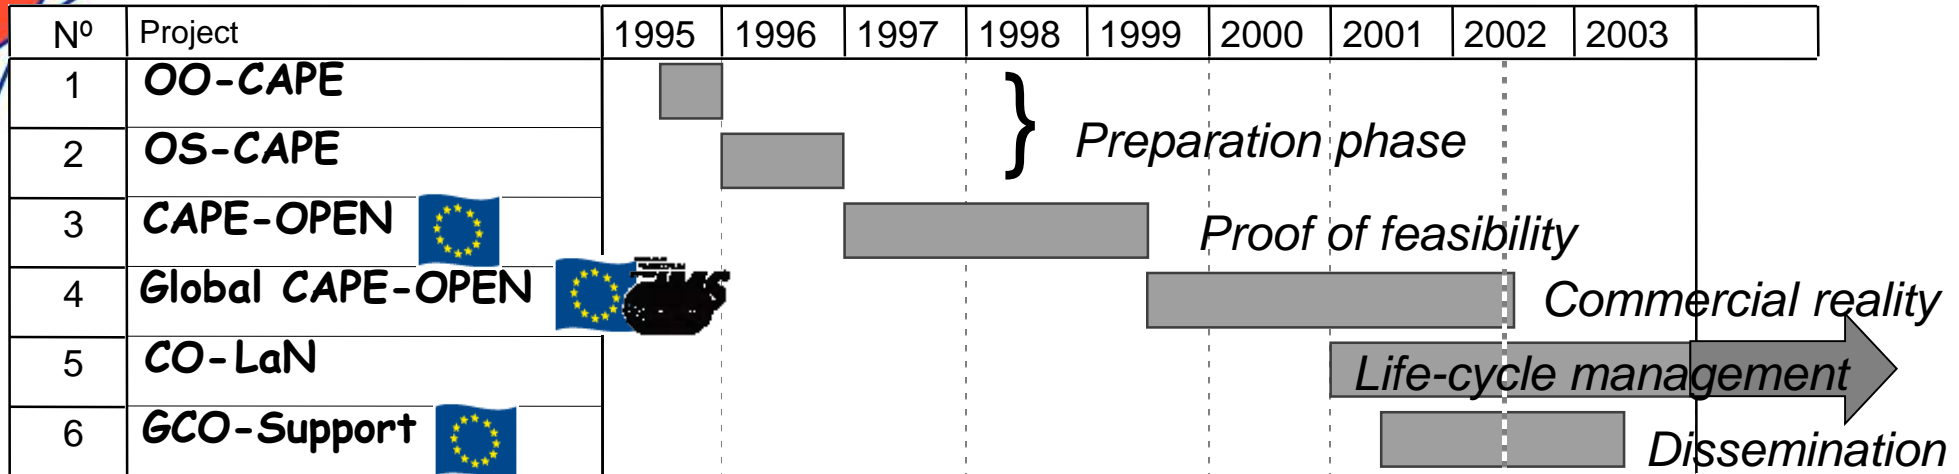 Nº Project 1995 1996 1997 1998 1999 2000 2001 2002 2003
1 OO-CAPE
2 OS-CAPE
Preparation phase
3 CAPE-OPEN
Proof of feasibility
4 Global CAPE-OPEN
Commercial reality
5 CO-LaN
Life-cycle management
6 GCO-Support
Dissemination